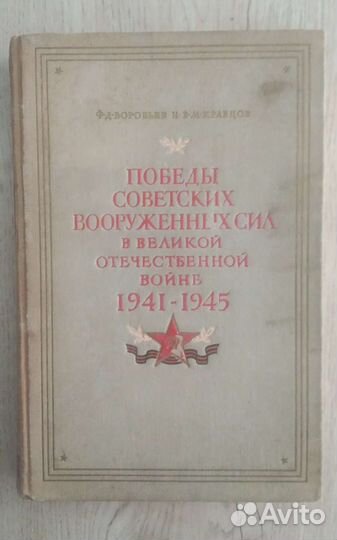 Ф·Д·ВОРОБЬЕВ И В·М·КРАВЦОВ
ПОБЕДЫ
СОВЕТСКИХ
ВООРУЖЕННЫХ СИЛ
В ВЕЛИКОЙ
ОТЕЧЕСТВЕННОЙ
ВОЙНЕ
1941-1945
Avito